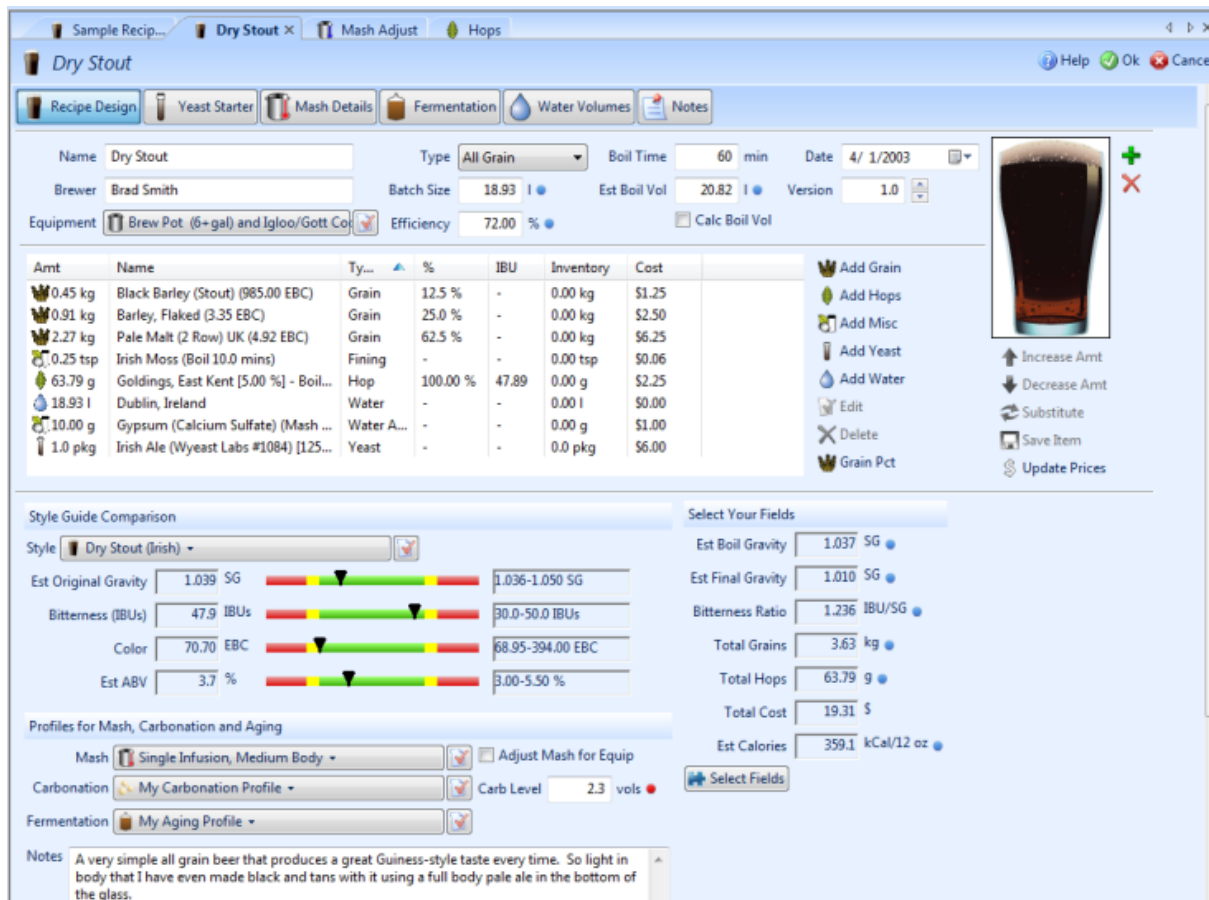 Sample Recip... Dry Stout Mash Adjust Hops
Dry Stout Help Ok Cance
Recipe Design Yeast Starter Mash Details Fermentation Water Volumes Notes
Name Dry Stout Type All Grain Boil Time 60 min Date 4/ 1/2003
Brewer Brad Smith Batch Size 18.93 l Est Boil Vol 20.82 l Version 1.0
Equipment Brew Pot (6+gal) and Igloo/Gott Co Efficiency 72.00 % Calc Boil Vol
Amt Name Ty... % IBU Inventory Cost
0.45 kg Black Barley (Stout) (985.00 EBC) Grain 12.5 % - 0.00 kg $1.25
0.91 kg Barley, Flaked (3.35 EBC) Grain 25.0 % - 0.00 kg $2.50
2.27 kg Pale Malt (2 Row) UK (4.92 EBC) Grain 62.5 % - 0.00 kg $6.25
0.25 tsp Irish Moss (Boil 10.0 mins) Fining - - 0.00 tsp $0.06
63.79 g Goldings, East Kent [5.00 %] - Boil... Hop 100.00 % 47.89 0.00 g $2.25
18.93 l Dublin, Ireland Water - - 0.00 l $0.00
10.00 g Gypsum (Calcium Sulfate) (Mash ... Water A... - - 0.00 g $1.00
1.0 pkg Irish Ale (Wyeast Labs #1084) [125... Yeast - - 0.0 pkg $6.00
Add Grain
Add Hops
Add Misc
Add Yeast
Add Water
Edit
Delete
Grain Pct
Increase Amt
Decrease Amt
Substitute
Save Item
Update Prices
Style Guide Comparison
Style Dry Stout (Irish)
Est Original Gravity 1.039 SG 1.036-1.050 SG
Bitterness (IBUs) 47.9 IBUs 30.0-50.0 IBUs
Color 70.70 EBC 68.95-394.00 EBC
Est ABV 3.7 % 3.00-5.50 %
Select Your Fields
Est Boil Gravity 1.037 SG
Est Final Gravity 1.010 SG
Bitterness Ratio 1.236 IBU/SG
Total Grains 3.63 kg
Total Hops 63.79 g
Total Cost 19.31 $
Est Calories 359.1 kCal/12 oz
Select Fields
Profiles for Mash, Carbonation and Aging
Mash Single Infusion, Medium Body Adjust Mash for Equip
Carbonation My Carbonation Profile Carb Level 2.3 vols
Fermentation My Aging Profile
Notes A very simple all grain beer that produces a great Guiness-style taste every time. So light in
body that I have even made black and tans with it using a full body pale ale in the bottom of
the glass.